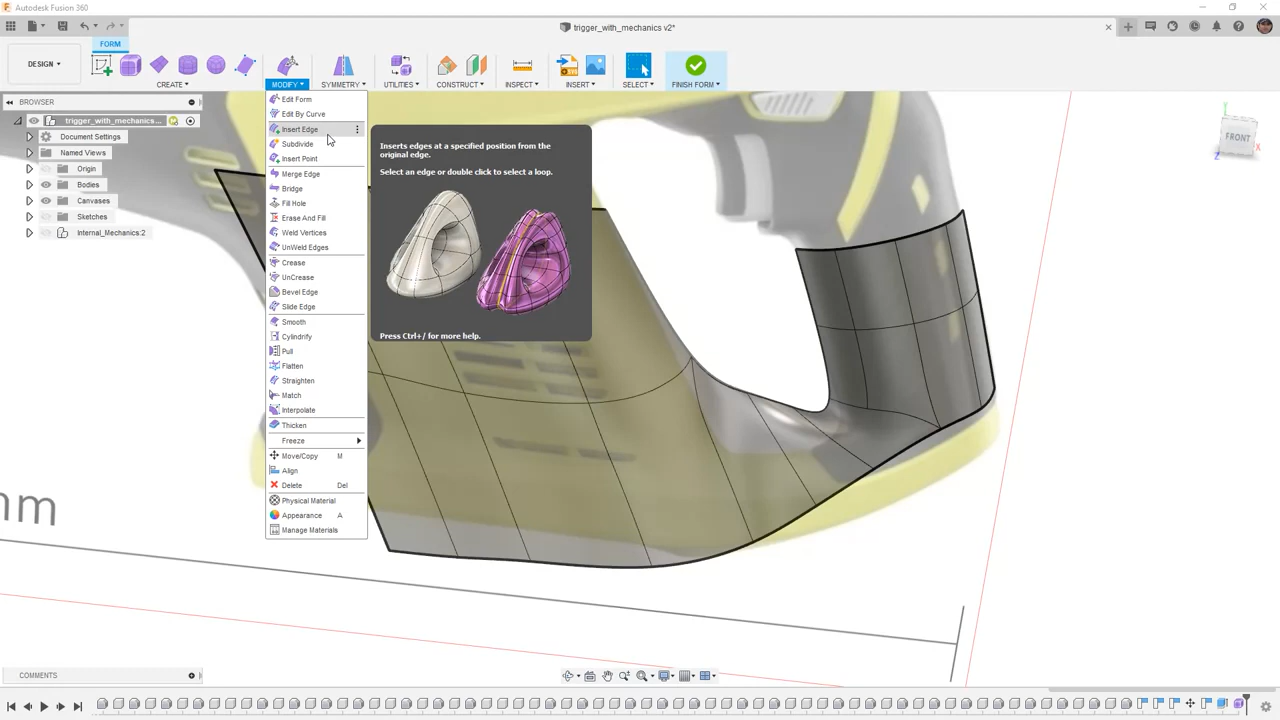 Autodesk Fusion 360
trigger_with_mechanics v2*
FORM
DESIGN
CREATE
MODIFY
SYMMETRY
UTILITIES
CONSTRUCT
INSPECT
INSERT
SELECT
FINISH FORM
BROWSER
trigger_with_mechanics...
Document Settings
Named Views
Origin
Bodies
Canvases
Sketches
Internal_Mechanics:2
Edit Form
Edit By Curve
Insert Edge
Subdivide
Insert Point
Merge Edge
Bridge
Fill Hole
Erase And Fill
Weld Vertices
UnWeld Edges
Crease
UnCrease
Bevel Edge
Slide Edge
Smooth
Cylindrify
Pull
Flatten
Straighten
Match
Interpolate
Thicken
Freeze
Move/Copy M
Align
Delete Del
Physical Material
Appearance A
Manage Materials
Inserts edges at a specified position from the
original edge.
Select an edge or double click to select a loop.
Press Ctrl+/ for more help.
FRONT
Y
X
Z
mm
COMMENTS